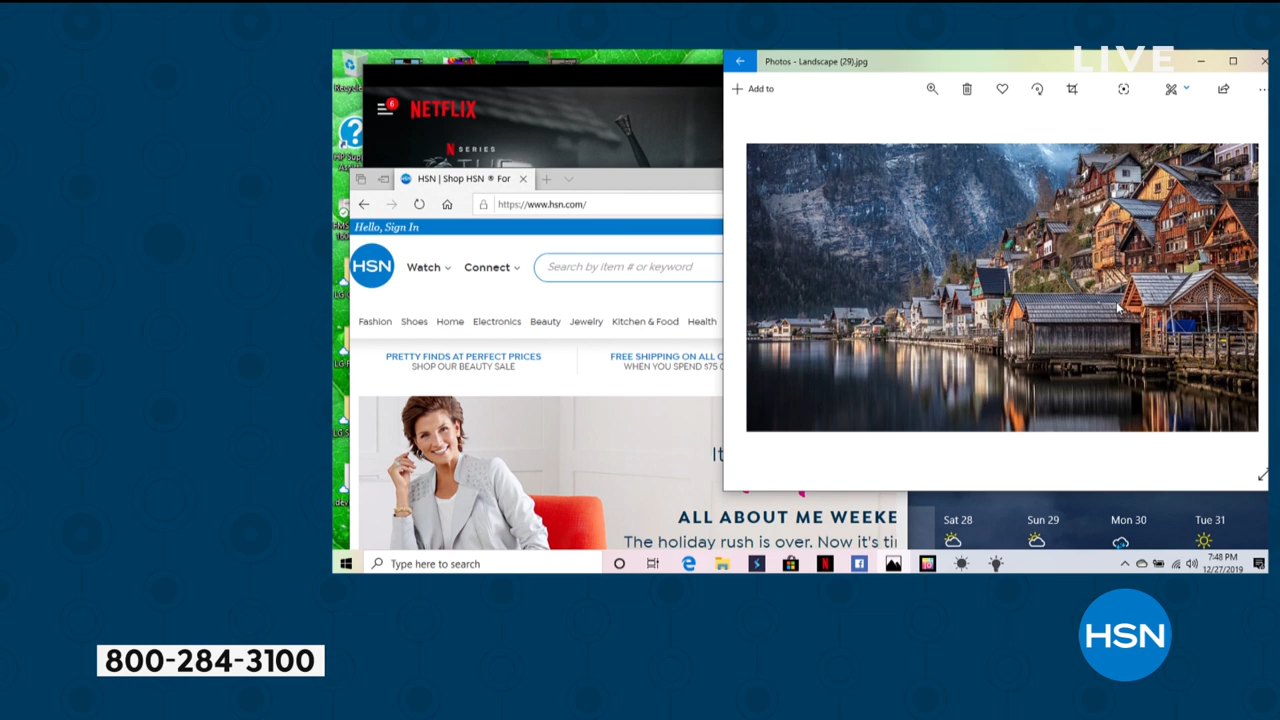 LIVE
Recycle
Photos - Landscape (29).jpg
Add to
6
NETFLIX
N SERIES
THE
HSN | Shop HSN ® For
https://www.hsn.com/
Hello, Sign In
HSN
Watch
Connect
Search by item # or keyword
Fashion Shoes Home Electronics Beauty Jewelry Kitchen & Food Health
PRETTY FINDS AT PERFECT PRICES
SHOP OUR BEAUTY SALE
FREE SHIPPING ON ALL
WHEN YOU SPEND $75
It
ALL ABOUT ME WEEKE
The holiday rush is over. Now it's ti
Sat 28 Sun 29 Mon 30 Tue 31
Type here to search
7:48 PM
12/27/2019
HSN
800-284-3100